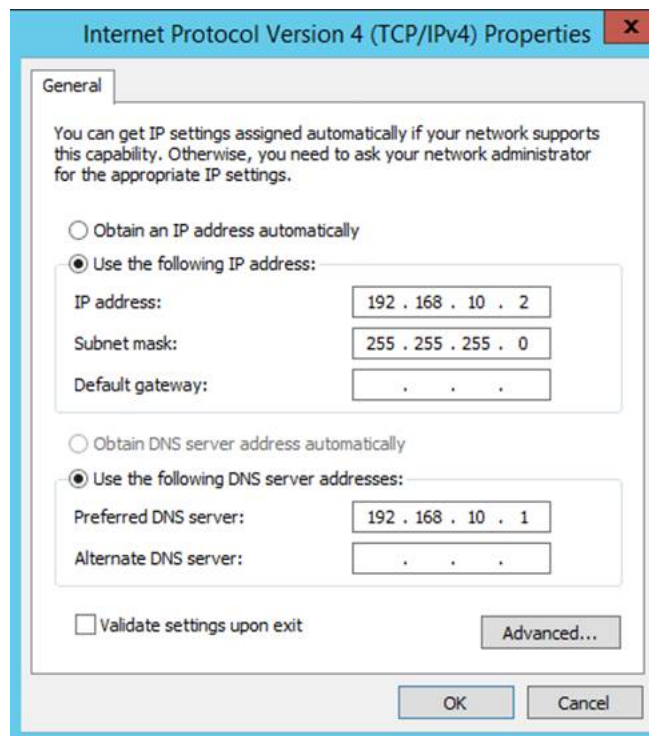 Internet Protocol Version 4 (TCP/IPv4) Properties
x
General
You can get IP settings assigned automatically if your network supports
this capability. Otherwise, you need to ask your network administrator
for the appropriate IP settings.
Obtain an IP address automatically
Use the following IP address:
IP address: 192 . 168 . 10 . 2
Subnet mask: 255 . 255 . 255 . 0
Default gateway: . . .
Obtain DNS server address automatically
Use the following DNS server addresses:
Preferred DNS server: 192 . 168 . 10 . 1
Alternate DNS server: . . .
Validate settings upon exit
Advanced...
OK Cancel